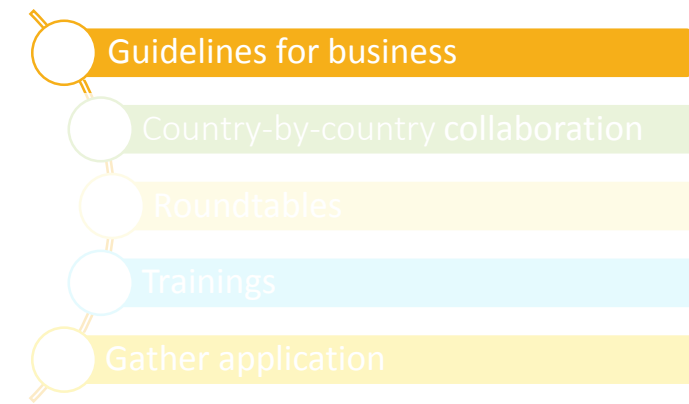 Guidelines for business
Country-by-country collaboration
Roundtables
Trainings
Gather application